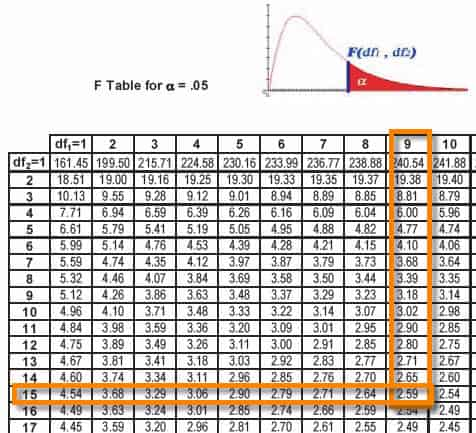 F(df₁ , df₂)
α
F Table for α = .05
df₁=1 2 3 4 5 6 7 8 9 10
df₂=1 161.45 199.50 215.71 224.58 230.16 233.99 236.77 238.88 240.54 241.88
2 18.51 19.00 19.16 19.25 19.30 19.33 19.35 19.37 19.38 19.40
3 10.13 9.55 9.28 9.12 9.01 8.94 8.89 8.85 8.81 8.79
4 7.71 6.94 6.59 6.39 6.26 6.16 6.09 6.04 6.00 5.96
5 6.61 5.79 5.41 5.19 5.05 4.95 4.88 4.82 4.77 4.74
6 5.99 5.14 4.76 4.53 4.39 4.28 4.21 4.15 4.10 4.06
7 5.59 4.74 4.35 4.12 3.97 3.87 3.79 3.73 3.68 3.64
8 5.32 4.46 4.07 3.84 3.69 3.58 3.50 3.44 3.39 3.35
9 5.12 4.26 3.86 3.63 3.48 3.37 3.29 3.23 3.18 3.14
10 4.96 4.10 3.71 3.48 3.33 3.22 3.14 3.07 3.02 2.98
11 4.84 3.98 3.59 3.36 3.20 3.09 3.01 2.95 2.90 2.85
12 4.75 3.89 3.49 3.26 3.11 3.00 2.91 2.85 2.80 2.75
13 4.67 3.81 3.41 3.18 3.03 2.92 2.83 2.77 2.71 2.67
14 4.60 3.74 3.34 3.11 2.96 2.85 2.76 2.70 2.65 2.60
15 4.54 3.68 3.29 3.06 2.90 2.79 2.71 2.64 2.59 2.54
16 4.49 3.63 3.24 3.01 2.85 2.74 2.66 2.59 2.54 2.49
17 4.45 3.59 3.20 2.96 2.81 2.70 2.61 2.55 2.49 2.45